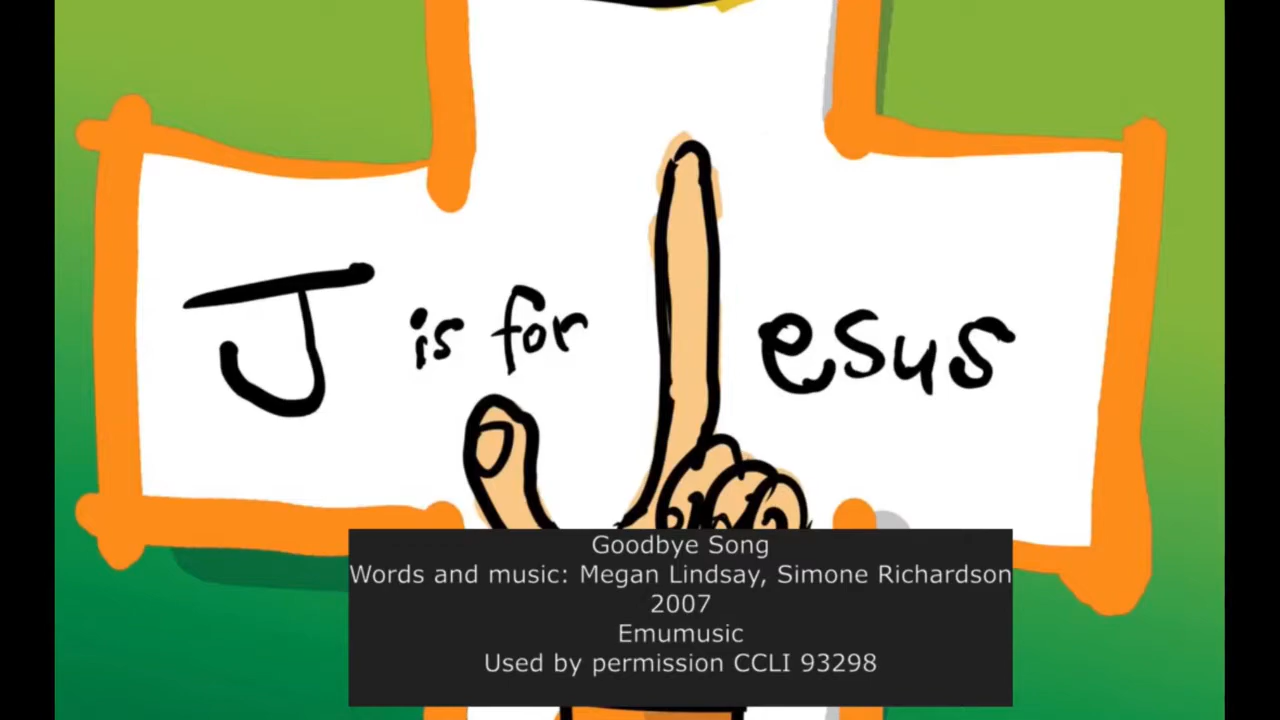 J is for Jesus
Goodbye Song
Words and music: Megan Lindsay, Simone Richardson
2007
Emumusic
Used by permission CCLI 93298